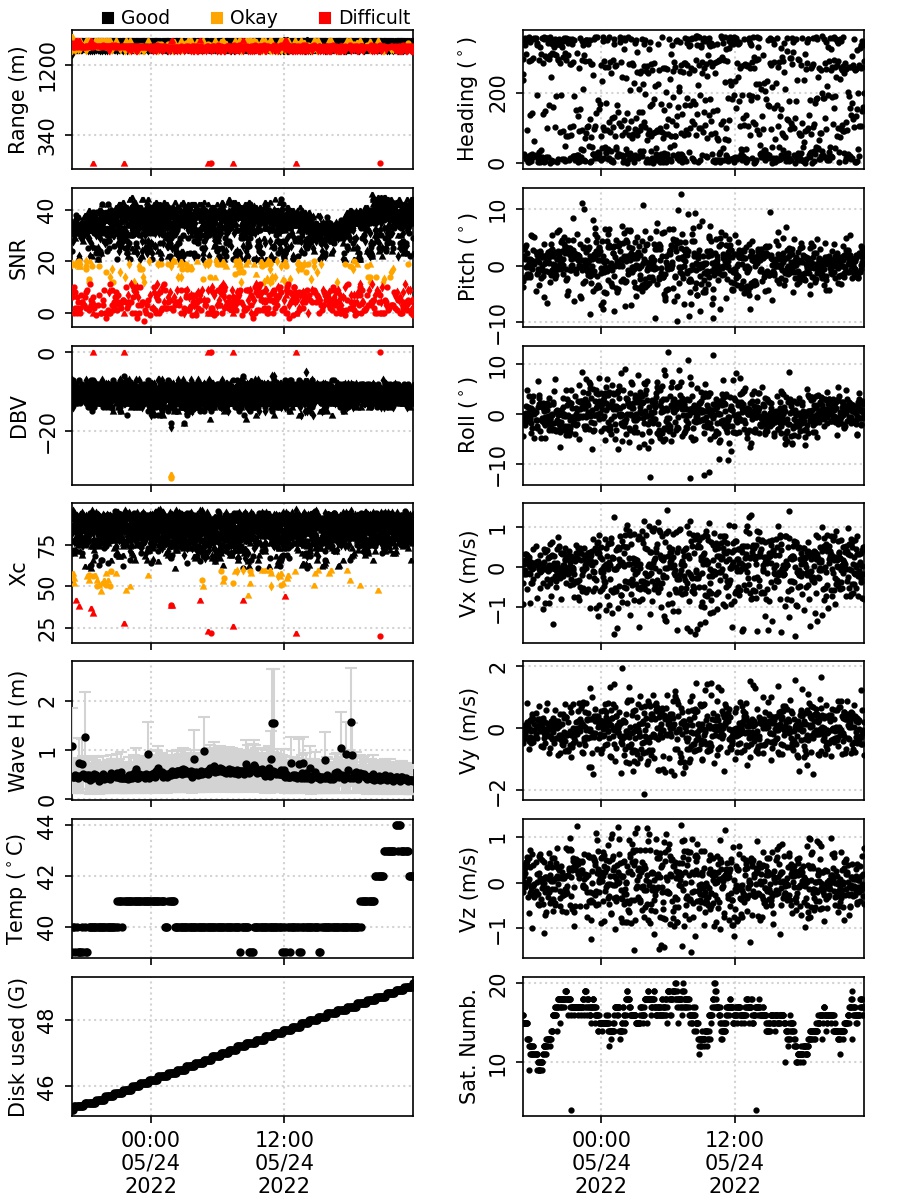 Good Okay Difficult
Range (m)
1200
340
Heading (°)
200
0
SNR
40
20
0
Pitch (°)
10
0
−10
DBV
0
−20
Roll (°)
10
0
−10
Xc
75
50
25
Vx (m/s)
1
0
−1
Wave H (m)
2
1
0
Vy (m/s)
2
0
−2
Temp (°C)
44
42
40
Vz (m/s)
1
0
−1
Disk used (G)
48
46
Sat. Numb.
20
10
00:00 12:00 00:00 12:00
05/24 05/24 05/24 05/24
2022 2022 2022 2022